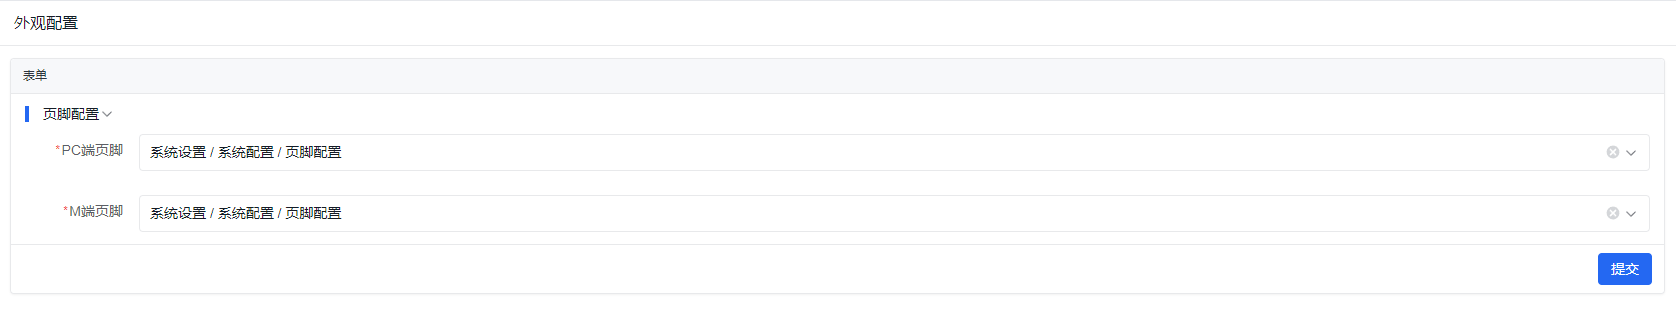 外观配置
表单
页脚配置
*PC端页脚
系统设置 / 系统配置 / 页脚配置
*M端页脚
系统设置 / 系统配置 / 页脚配置
提交